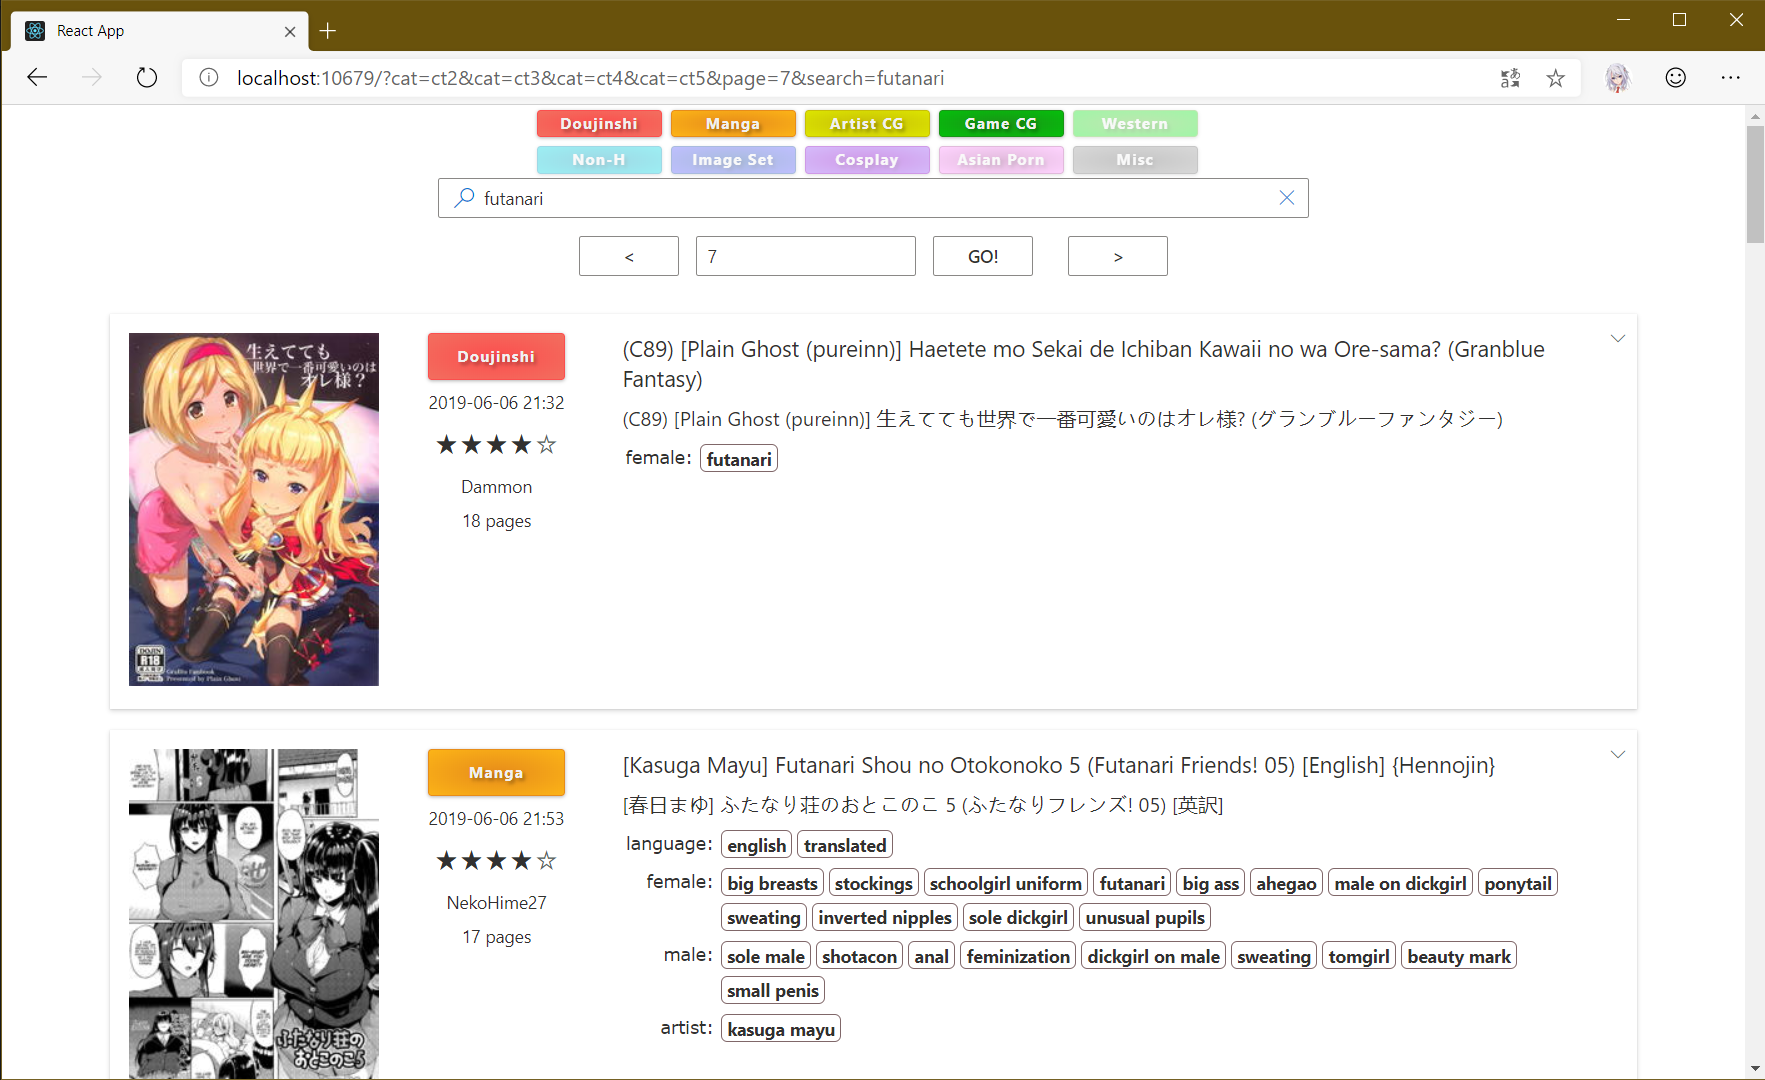 React App
localhost:10679/?cat=ct2&cat=ct3&cat=ct4&cat=ct5&page=7&search=futanari
Doujinshi Manga Artist CG Game CG Western
Non-H Image Set Cosplay Asian Porn Misc
futanari
< 7 GO! >
生えてても
世界で一番可愛いのは
オレ様?
DOJIN
R18
Presented by Plain Ghost
Doujinshi
2019-06-06 21:32
★★★★☆
Dammon
18 pages
(C89) [Plain Ghost (pureinn)] Haetete mo Sekai de Ichiban Kawaii no wa Ore-sama? (Granblue
Fantasy)
(C89) [Plain Ghost (pureinn)] 生えてても世界で一番可愛いのはオレ様? (グランブルーファンタジー)
female: futanari
ふたなり荘の
おとこのこ5
Manga
2019-06-06 21:53
★★★★☆
NekoHime27
17 pages
[Kasuga Mayu] Futanari Shou no Otokonoko 5 (Futanari Friends! 05) [English] {Hennojin}
[春日まゆ] ふたなり荘のおとこのこ 5 (ふたなりフレンズ! 05) [英訳]
language: english translated
female: big breasts stockings schoolgirl uniform futanari big ass ahegao male on dickgirl ponytail
sweating inverted nipples sole dickgirl unusual pupils
male: sole male shotacon anal feminization dickgirl on male sweating tomgirl beauty mark
small penis
artist: kasuga mayu